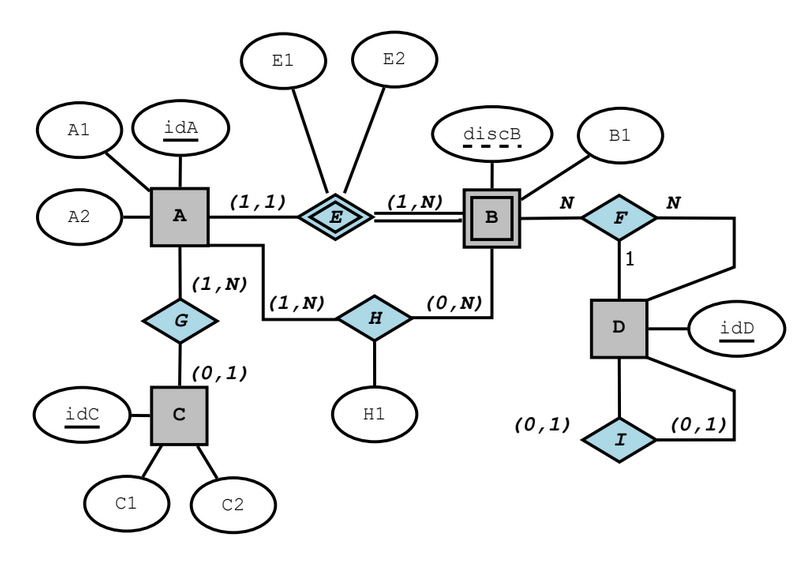 E1
E2
A1
idA
discB
B1
A2
A
(1,1)
E
(1,N)
B
N
F
N
1
(1,N)
(1,N)
H
(0,N)
G
D
idD
(0,1)
idC
C
H1
(0,1)
I
(0,1)
C1
C2